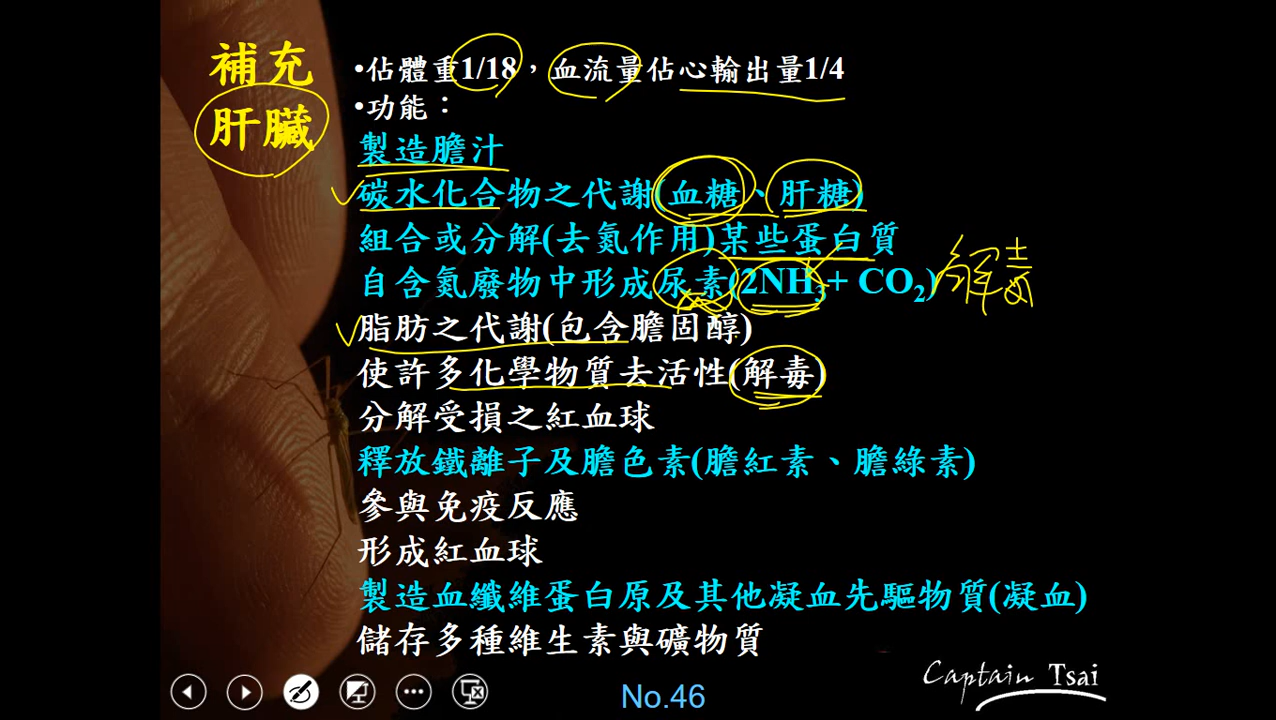 補充
肝臟
•佔體重1/18，血流量佔心輸出量1/4
•功能：
製造膽汁
碳水化合物之代謝(血糖、肝糖)
組合或分解(去氮作用)某些蛋白質
自含氮廢物中形成尿素(2NH3+ CO2)
解毒
脂肪之代謝(包含膽固醇)
使許多化學物質去活性(解毒)
分解受損之紅血球
釋放鐵離子及膽色素(膽紅素、膽綠素)
參與免疫反應
形成紅血球
製造血纖維蛋白原及其他凝血先驅物質(凝血)
儲存多種維生素與礦物質
Captain Tsai
No.46